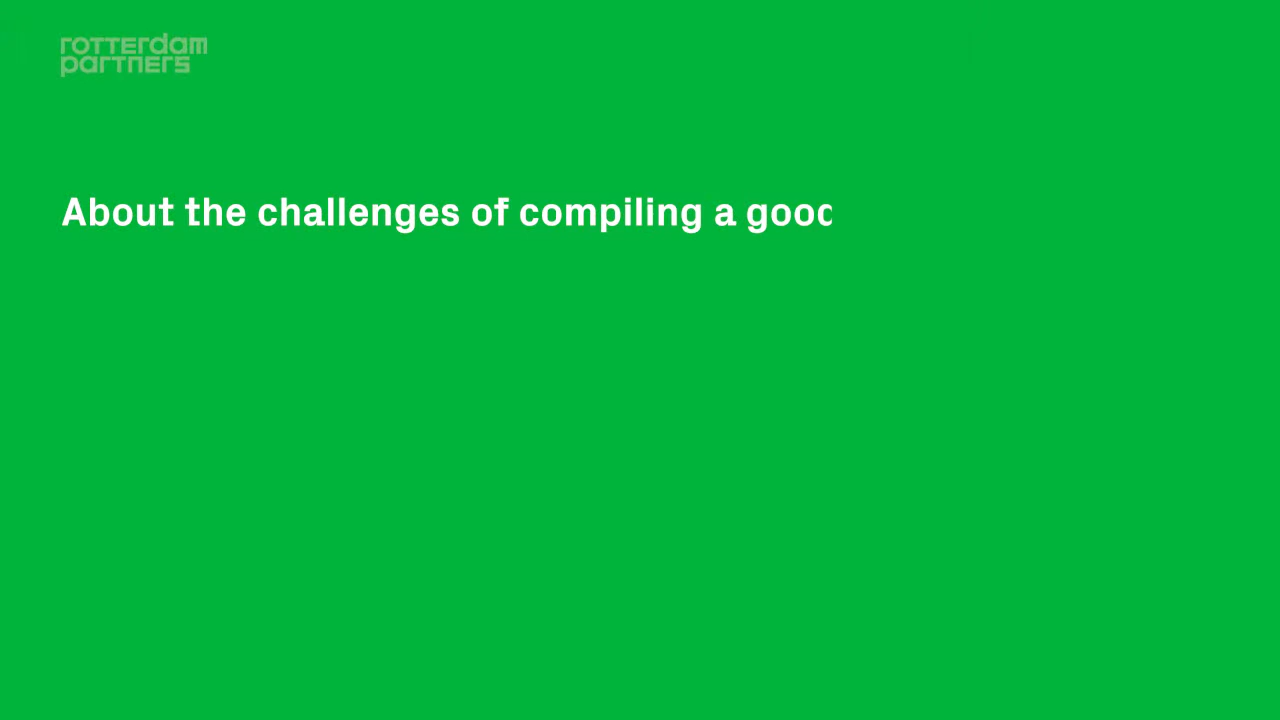 rotterdam
partners
About the challenges of compiling a